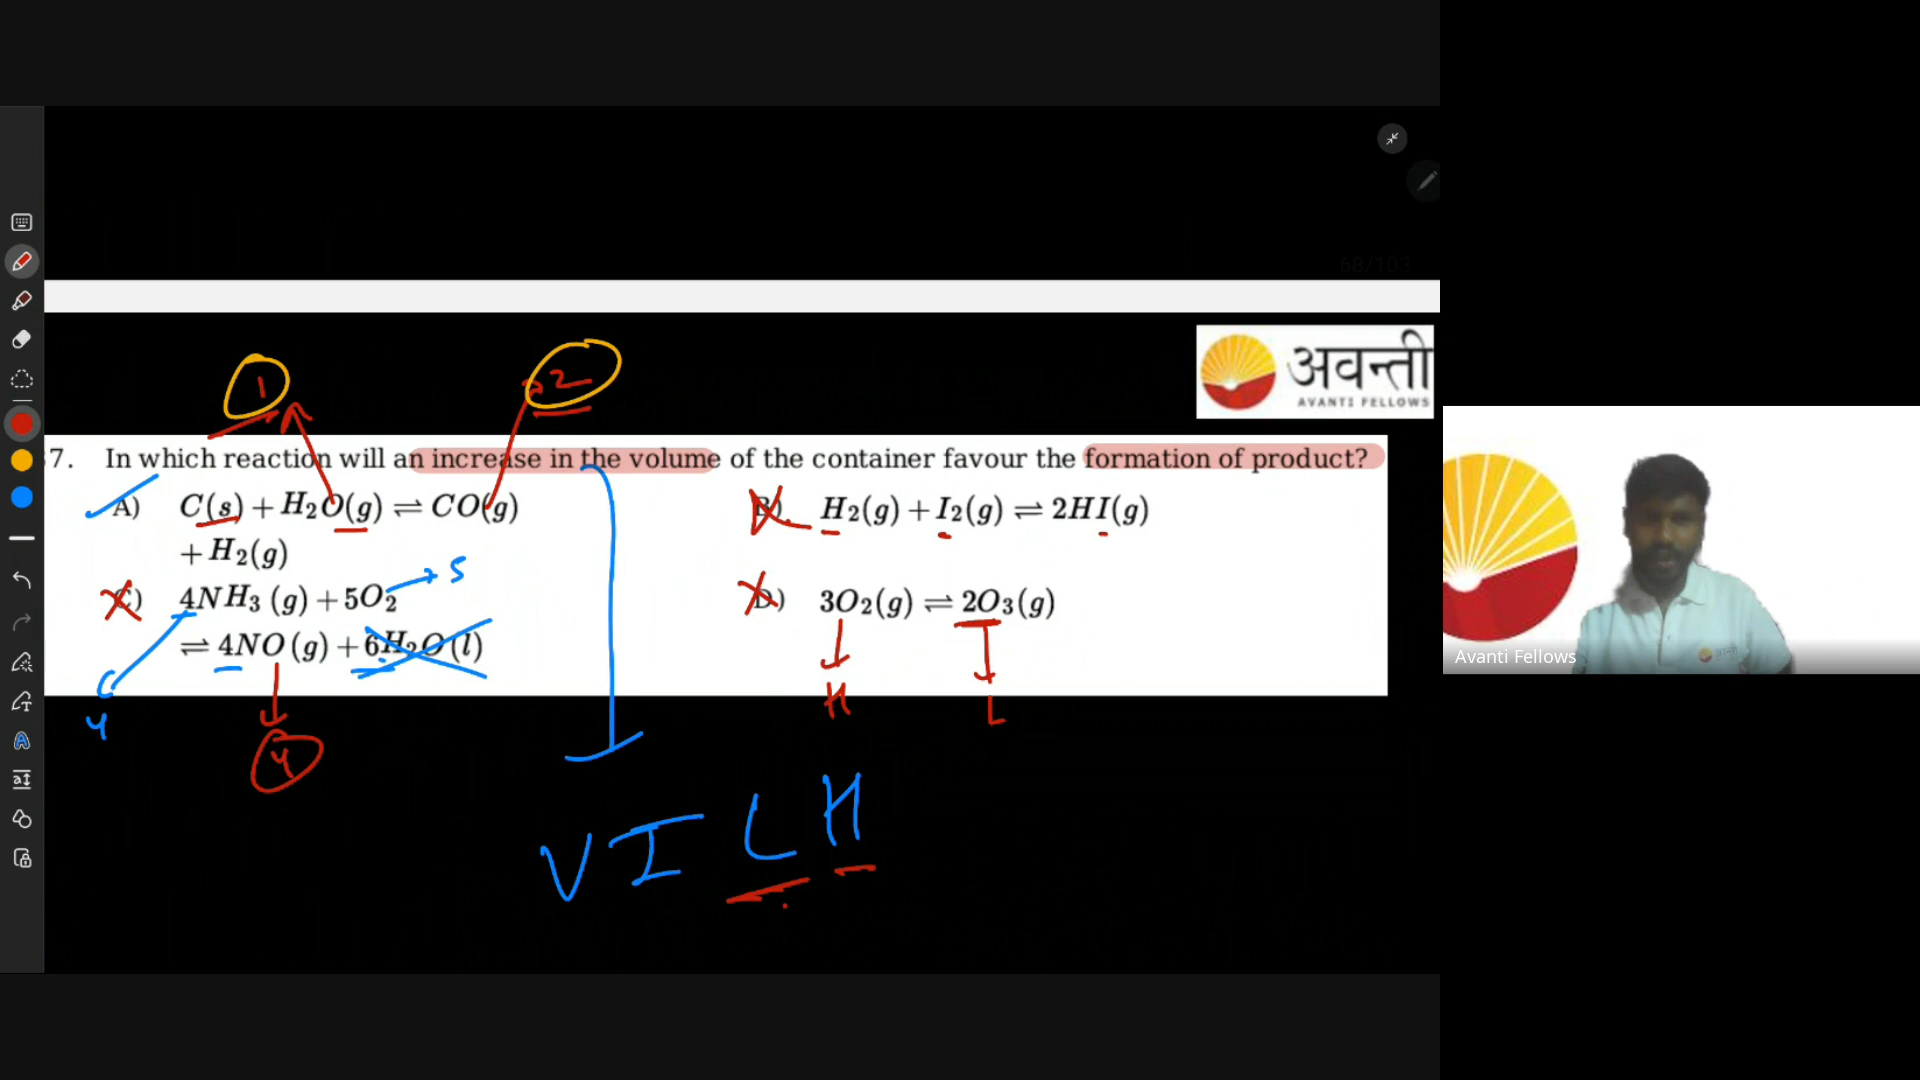 68/103
अवन्ती
AVANTI FELLOWS
1
2
7. In which reaction will an increase in the volume of the container favour the formation of product?
A) C(s) + H₂O(g) ⇌ CO(g)
+ H₂(g)
B) H₂(g) + I₂(g) ⇌ 2HI(g)
C) 4NH₃ (g) + 5O₂
⇌ 4NO (g) + 6H₂O (l)
D) 3O₂(g) ⇌ 2O₃(g)
5
4
4
H
L
V I L H
Avanti Fellows